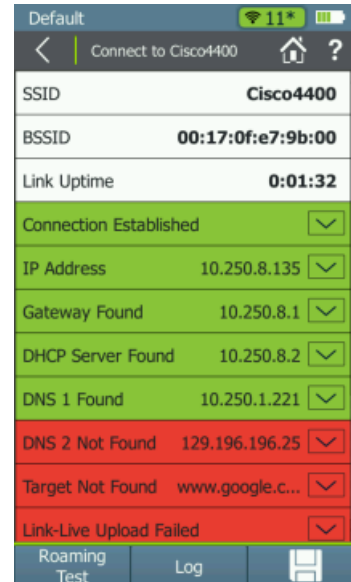 Default
11*
Connect to Cisco4400
?
SSID Cisco4400
BSSID 00:17:0f:e7:9b:00
Link Uptime 0:01:32
Connection Established
IP Address 10.250.8.135
Gateway Found 10.250.8.1
DHCP Server Found 10.250.8.2
DNS 1 Found 10.250.1.221
DNS 2 Not Found 129.196.196.25
Target Not Found www.google.c...
Link-Live Upload Failed
Roaming
Test
Log